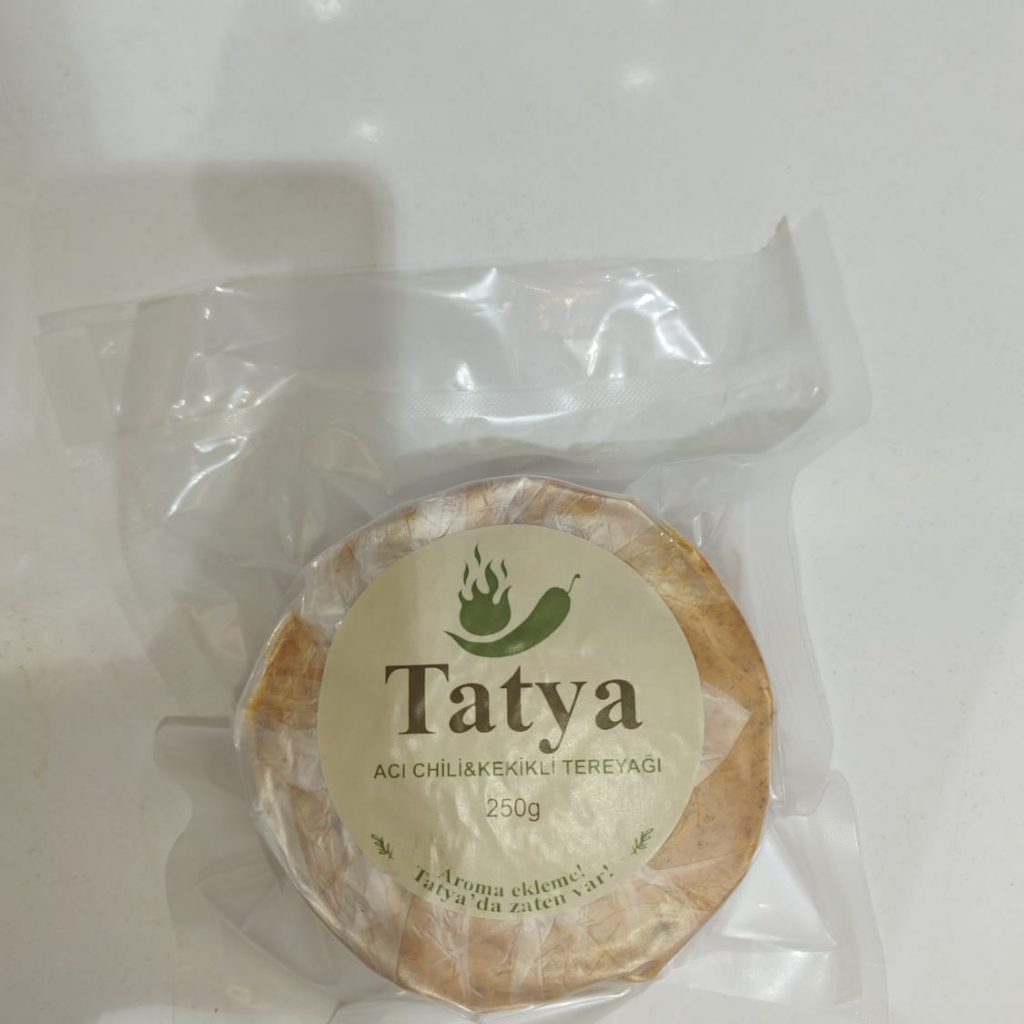 Tatya
ACI CHİLİ&KEKİKLİ TEREYAĞI
250g
Aroma ekleme!
Tatya'da zaten var!